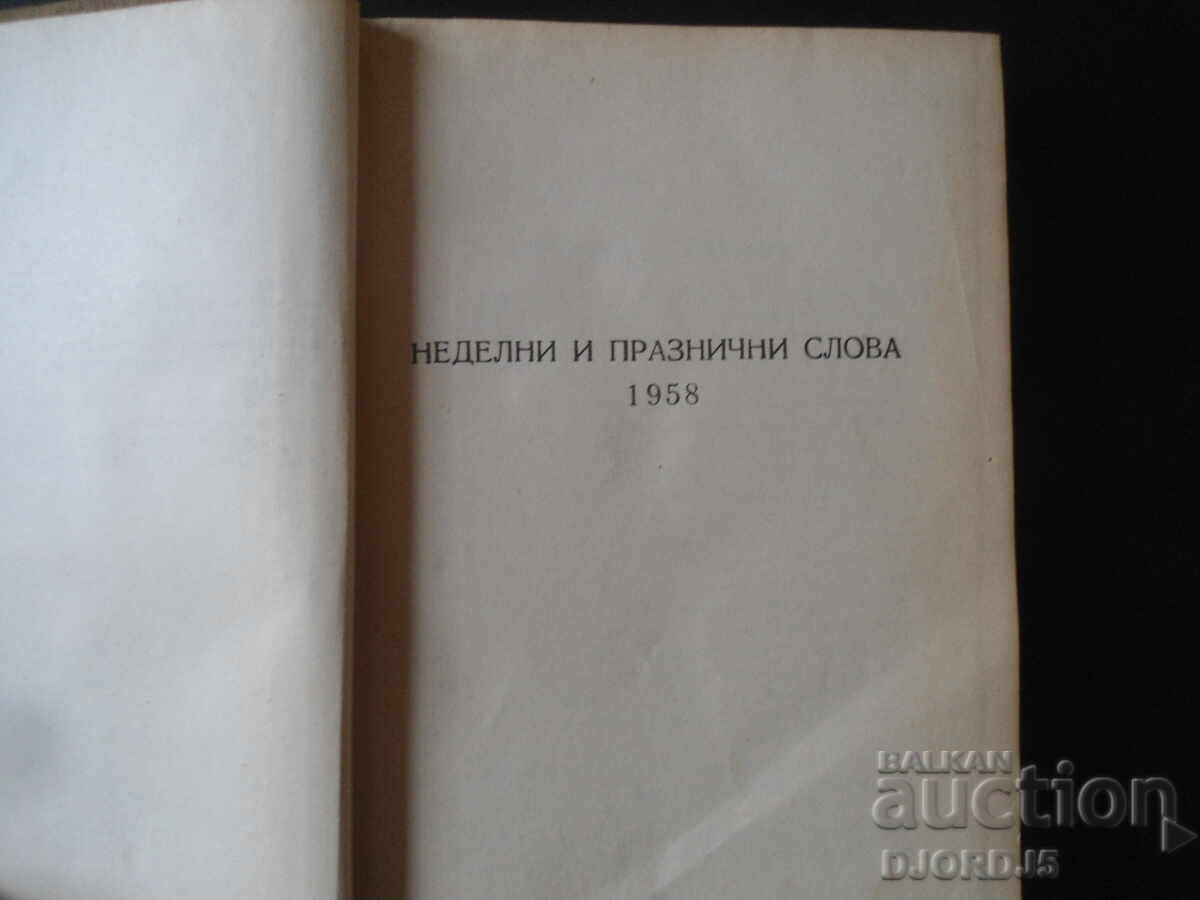 НЕДЕЛНИ И ПРАЗНИЧНИ СЛОВА
1958
BALKAN
auction
DJORDJ5